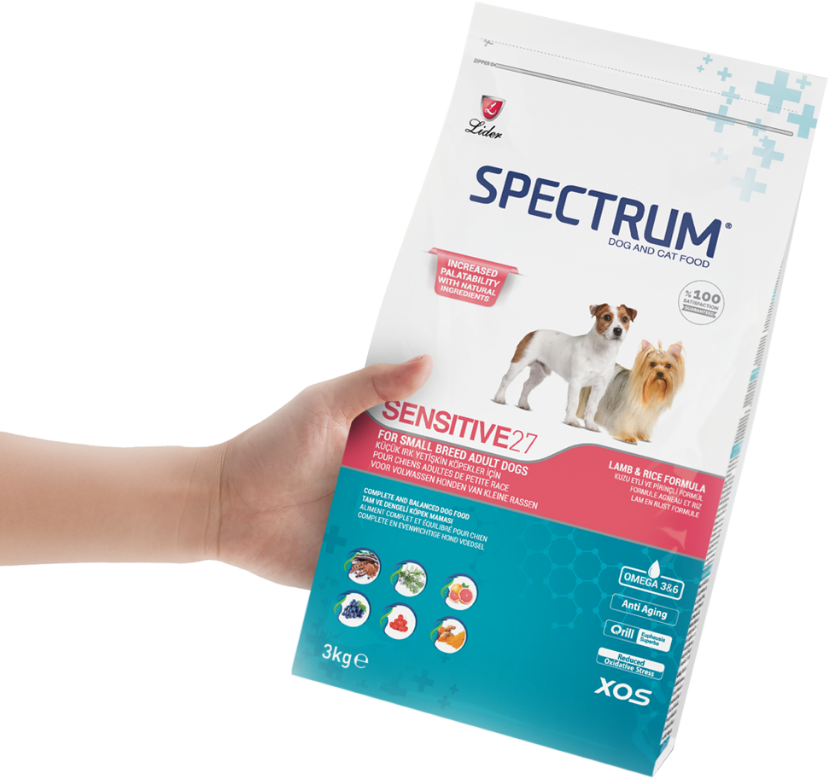 ZIPPER
Lider
SPECTRUM®
DOG AND CAT FOOD
INCREASED
PALATABILITY
WITH NATURAL
INGREDIENTS
%100
SATISFACTION
GUARANTEED
SENSITIVE27
FOR SMALL BREED ADULT DOGS
KÜÇÜK IRK YETİŞKİN KÖPEKLER İÇİN
POUR CHIENS ADULTES DE PETITE RACE
VOOR VOLWASSEN HONDEN VAN KLEINE RASSEN
LAMB & RICE FORMULA
KUZU ETLİ VE PİRİNÇLİ FORMÜL
FORMULE AGNEAU ET RIZ
LAM EN RIJST FORMULE
COMPLETE AND BALANCED DOG FOOD
TAM VE DENGELİ KÖPEK MAMASI
ALIMENT COMPLET ET ÉQUILIBRÉ POUR CHIEN
COMPLETE EN EVENWICHTIGE HOND VOEDSEL
OMEGA 3&6
Anti Aging
Qrill Euphausia
Superba
Reduced
Oxidative Stress
XOS
3kg℮